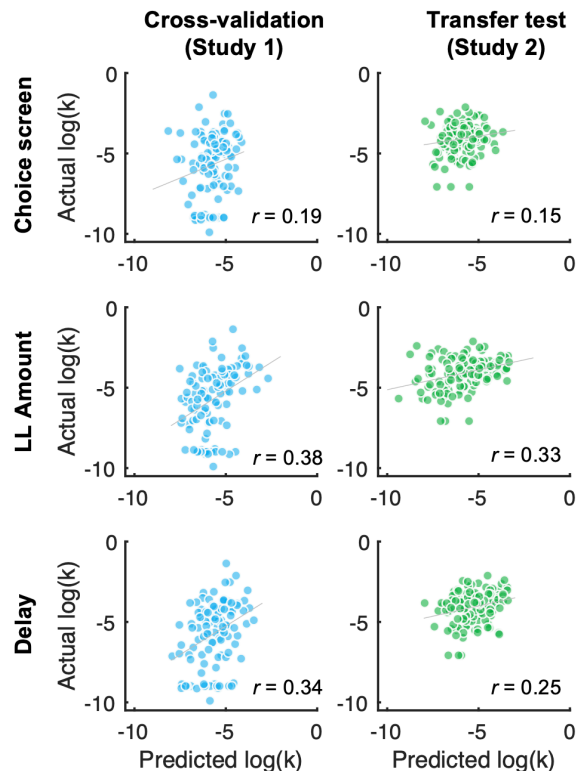 Cross-validation
(Study 1)
Transfer test
(Study 2)
Choice screen
Actual log(k)
0
-5
-10
r = 0.19
-10
-5
0
0
-5
-10
r = 0.15
-10
-5
0
LL Amount
Actual log(k)
0
-5
-10
r = 0.38
-10
-5
0
0
-5
-10
r = 0.33
-10
-5
0
Delay
Actual log(k)
0
-5
-10
r = 0.34
-10
-5
0
Predicted log(k)
0
-5
-10
r = 0.25
-10
-5
0
Predicted log(k)